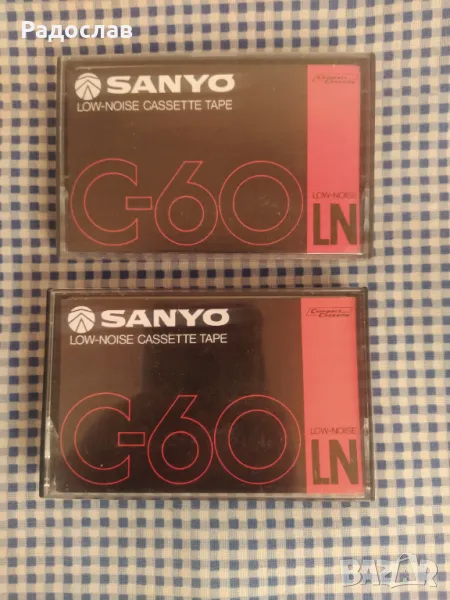 Радослав
SANYO
LOW-NOISE CASSETTE TAPE
Compact
Cassette
C-60
LOW-NOISE
LN
SANYO
LOW-NOISE CASSETTE TAPE
Compact
Cassette
C-60
LOW-NOISE
LN
BAZAR